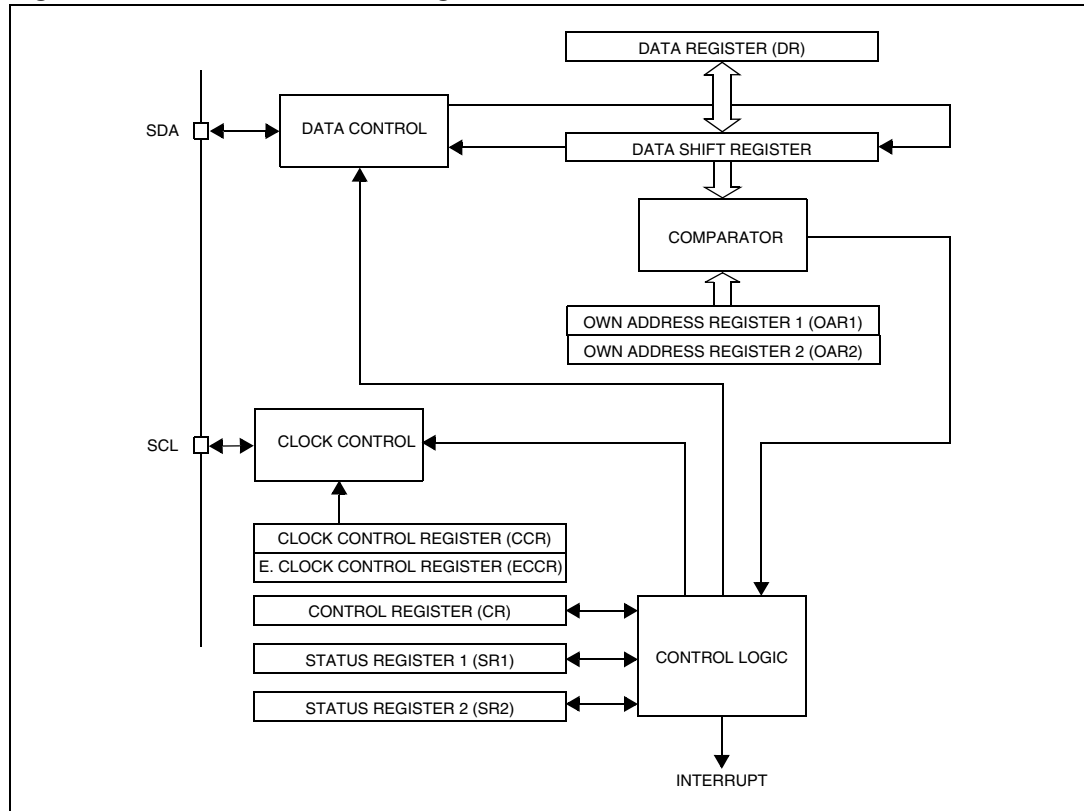 DATA REGISTER (DR)
SDA
DATA CONTROL
DATA SHIFT REGISTER
COMPARATOR
OWN ADDRESS REGISTER 1 (OAR1)
OWN ADDRESS REGISTER 2 (OAR2)
SCL
CLOCK CONTROL
CLOCK CONTROL REGISTER (CCR)
E. CLOCK CONTROL REGISTER (ECCR)
CONTROL REGISTER (CR)
STATUS REGISTER 1 (SR1)
CONTROL LOGIC
STATUS REGISTER 2 (SR2)
INTERRUPT